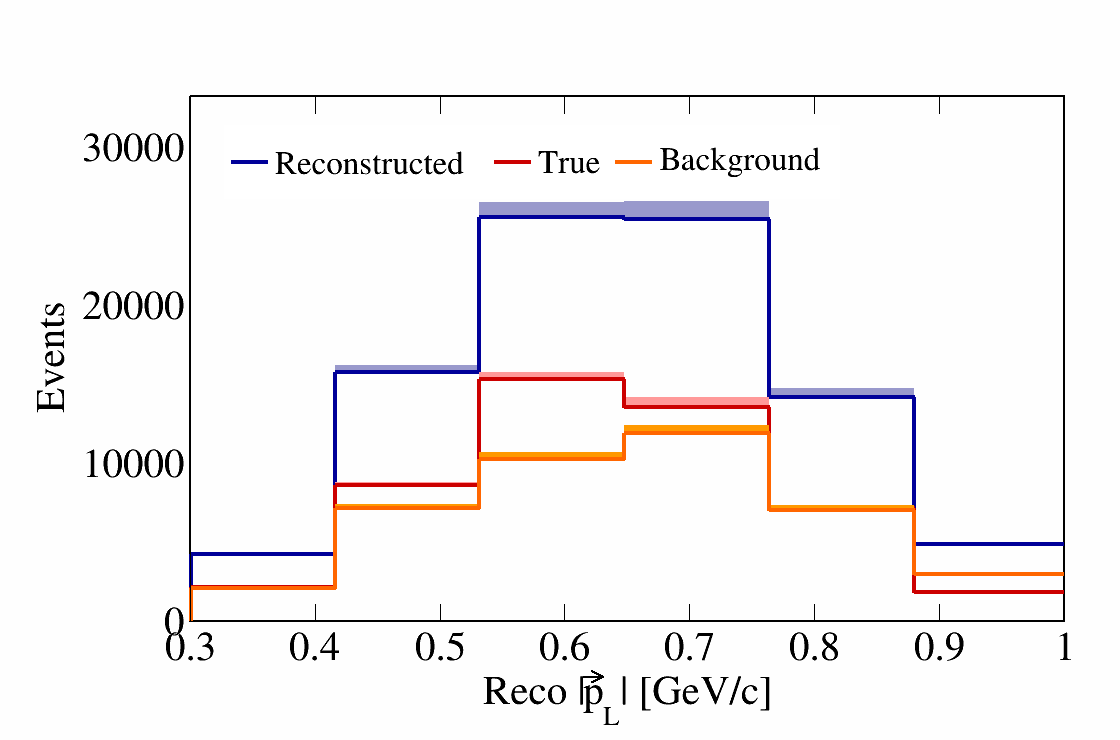 30000
20000
10000
0
Events
Reconstructed True Background
0.3 0.4 0.5 0.6 0.7 0.8 0.9 1
Reco |p⃗_L| [GeV/c]